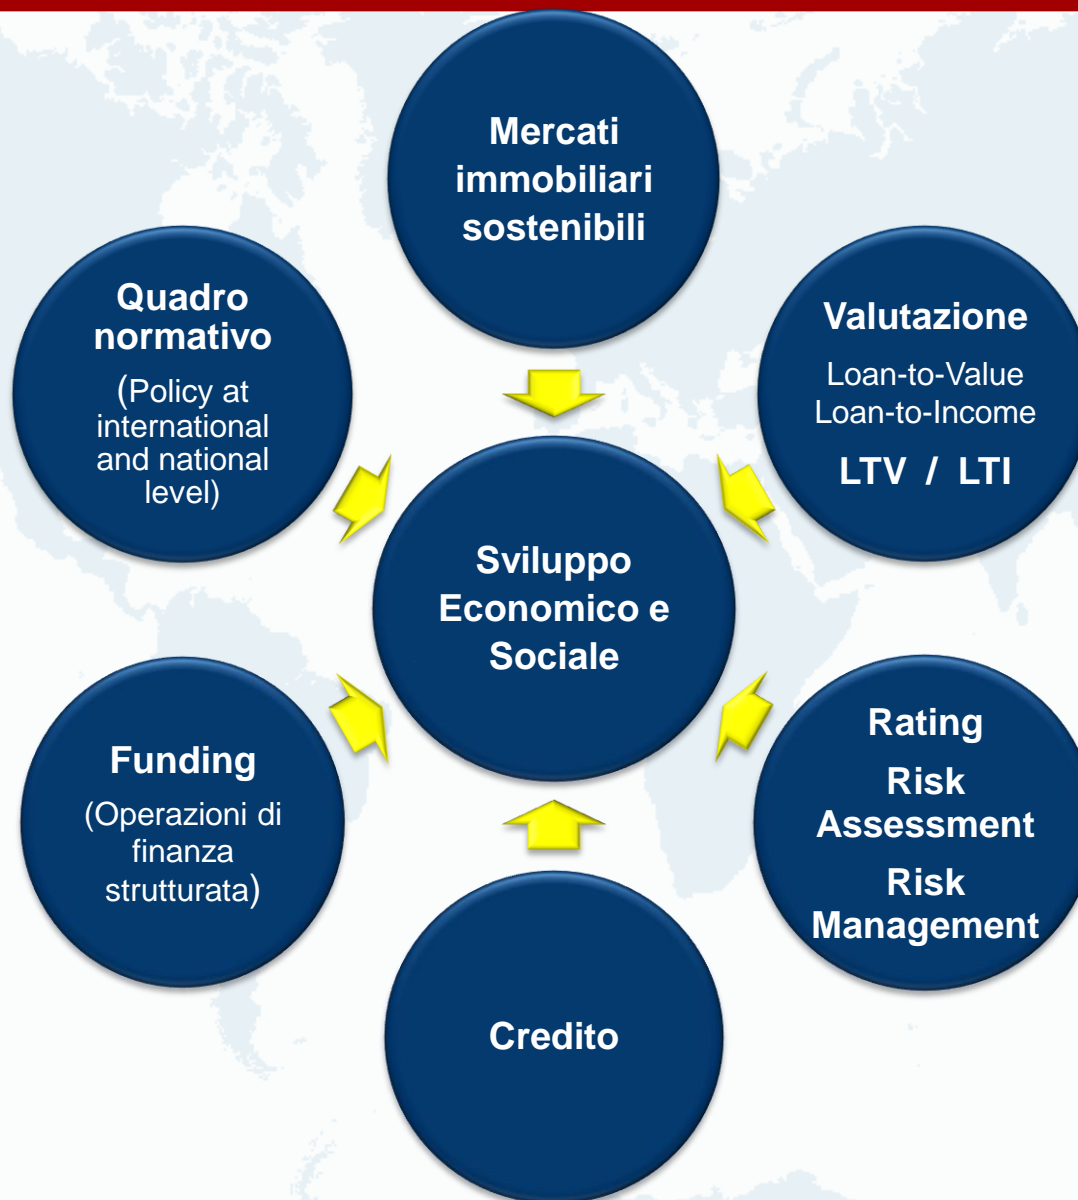 Mercati
immobiliari
sostenibili
Quadro
normativo
(Policy at
international
and national
level)
Valutazione
Loan-to-Value
Loan-to-Income
LTV / LTI
Sviluppo
Economico e
Sociale
Funding
(Operazioni di
finanza
strutturata)
Rating
Risk
Assessment
Risk
Management
Credito